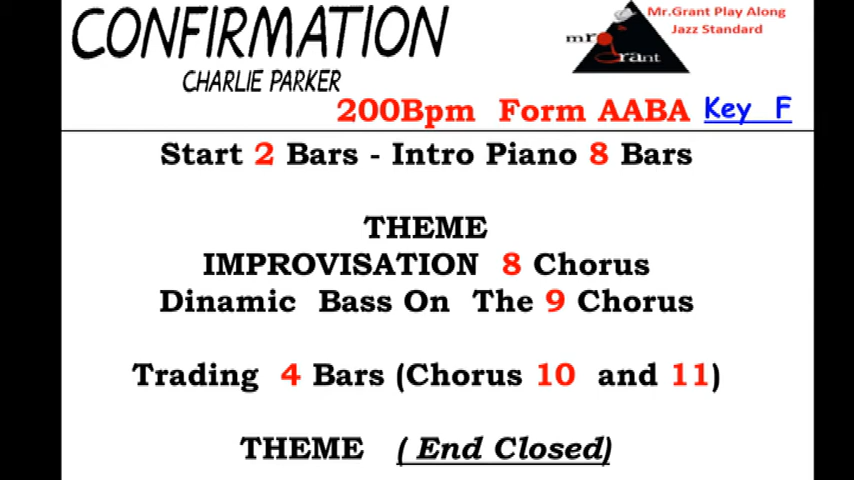 CONFIRMATION
CHARLIE PARKER
mr grant
Mr.Grant Play Along
Jazz Standard
200Bpm Form AABA Key F
Start 2 Bars - Intro Piano 8 Bars
THEME
IMPROVISATION 8 Chorus
Dinamic Bass On The 9 Chorus
Trading 4 Bars (Chorus 10 and 11)
THEME ( End Closed)